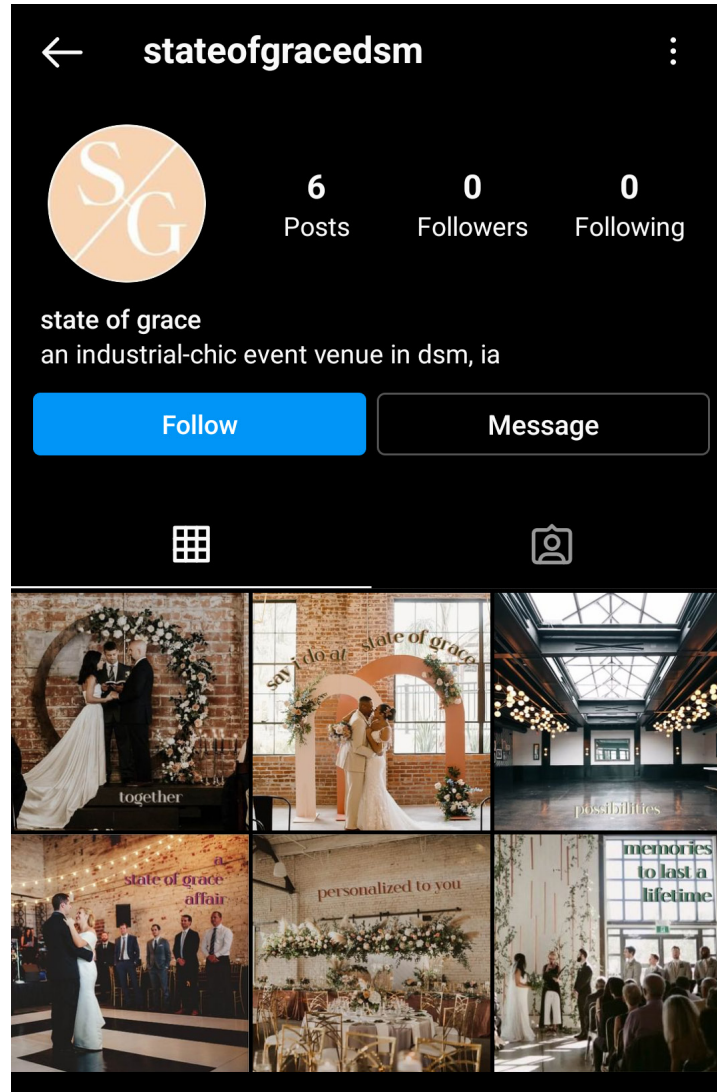 stateofgracedsm
S
G
6
0
0
Posts
Followers
Following
state of grace
an industrial-chic event venue in dsm, ia
Follow
Message
together
say i do at state of grace
possibilities
a
state of grace
affair
personalized to you
memories
to last a
lifetime